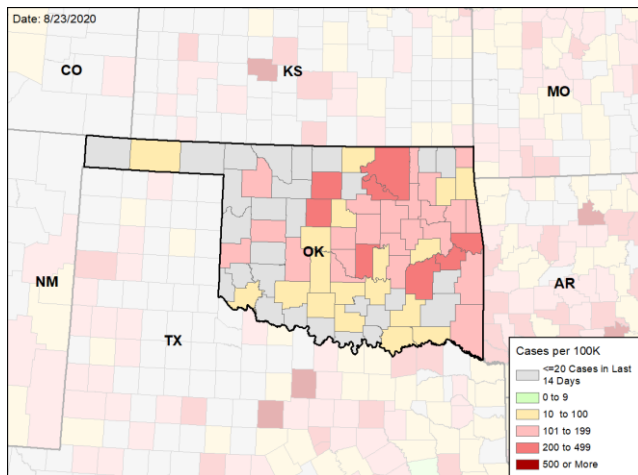 Date: 8/23/2020
CO
KS
MO
OK
NM
AR
TX
Cases per 100K
<=20 Cases in Last
14 Days
0 to 9
10 to 100
101 to 199
200 to 499
500 or More